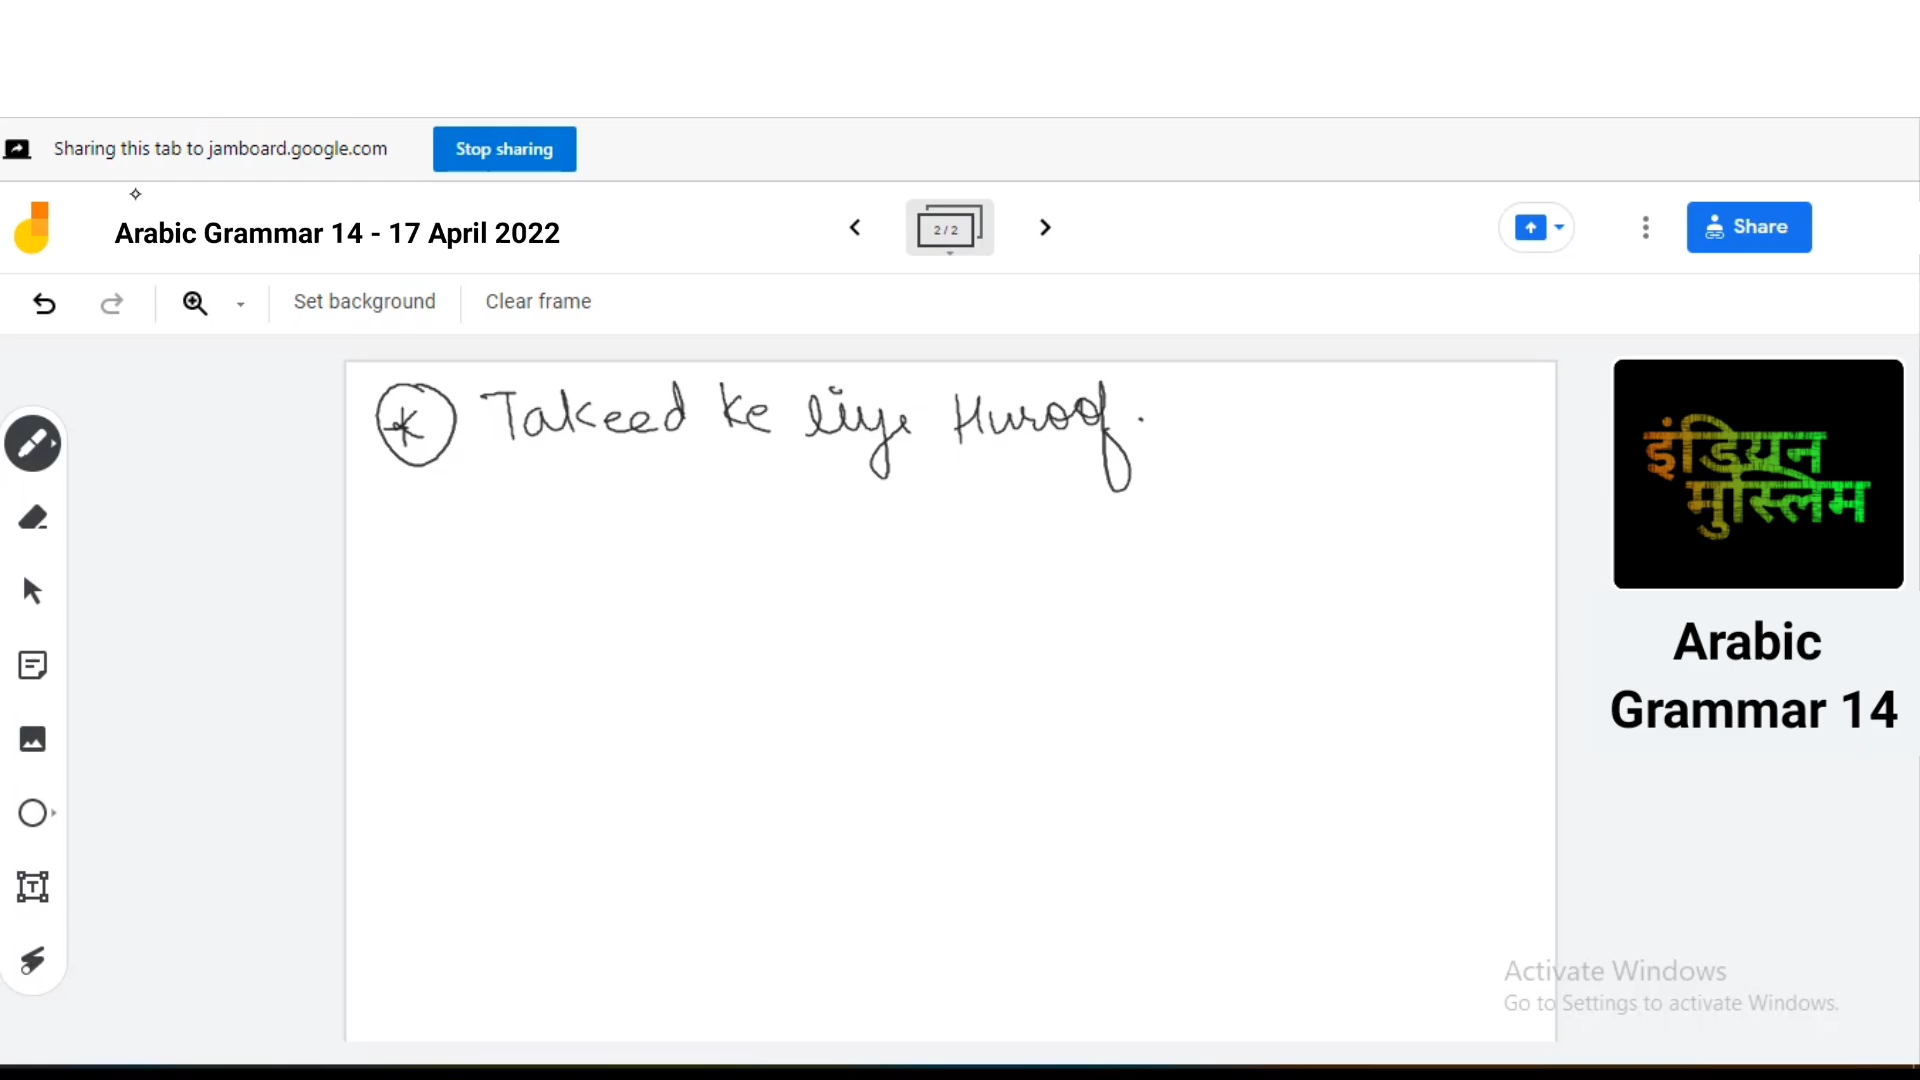 Sharing this tab to jamboard.google.com
Stop sharing
Arabic Grammar 14 - 17 April 2022
2 / 2
Share
Set background
Clear frame
* Takeed ke liye Huroof.
इंडियन
मुस्लिम
Arabic
Grammar 14
Activate Windows
Go to Settings to activate Windows.